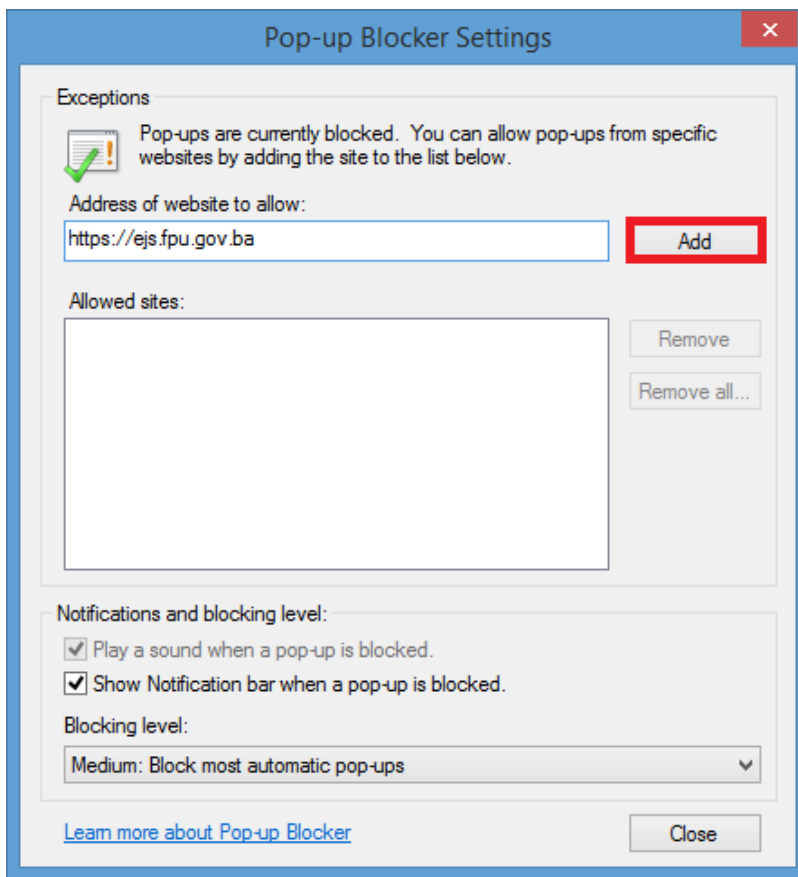 Pop-up Blocker Settings
Exceptions
Pop-ups are currently blocked. You can allow pop-ups from specific
websites by adding the site to the list below.
Address of website to allow:
https://ejs.fpu.gov.ba
Add
Allowed sites:
Remove
Remove all...
Notifications and blocking level:
Play a sound when a pop-up is blocked.
Show Notification bar when a pop-up is blocked.
Blocking level:
Medium: Block most automatic pop-ups
Learn more about Pop-up Blocker
Close